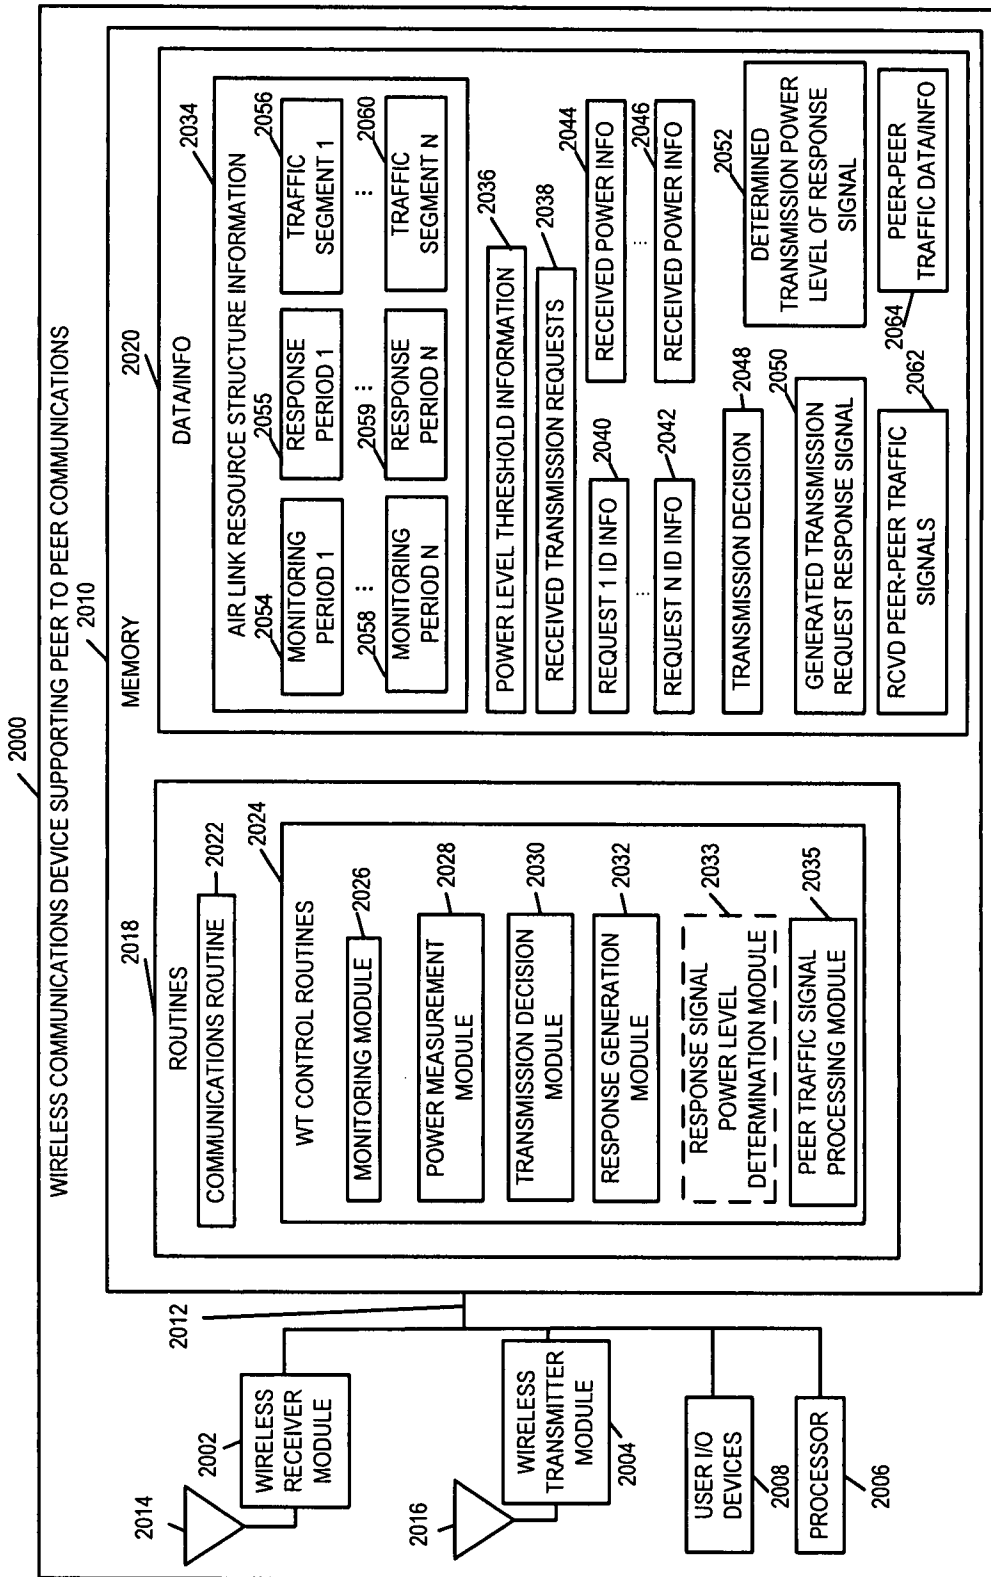 WIRELESS COMMUNICATIONS DEVICE SUPPORTING PEER TO PEER COMMUNICATIONS
2000
2010
MEMORY
2014
2002
WIRELESS
RECEIVER
MODULE
2012
2016
WIRELESS
TRANSMITTER
MODULE
2004
USER I/O
DEVICES
2008
PROCESSOR
2006
2018
ROUTINES
COMMUNICATIONS ROUTINE
2022
2024
WT CONTROL ROUTINES
MONITORING MODULE
2026
POWER MEASUREMENT
MODULE
2028
TRANSMISSION DECISION
MODULE
2030
RESPONSE GENERATION
MODULE
2032
RESPONSE SIGNAL
POWER LEVEL
DETERMINATION MODULE
2033
PEER TRAFFIC SIGNAL
PROCESSING MODULE
2035
2020
DATA/INFO
2034
AIR LINK RESOURCE STRUCTURE INFORMATION
2054
MONITORING
PERIOD 1
2055
RESPONSE
PERIOD 1
2056
TRAFFIC
SEGMENT 1
2058
MONITORING
PERIOD N
2059
RESPONSE
PERIOD N
2060
TRAFFIC
SEGMENT N
POWER LEVEL THRESHOLD INFORMATION
2036
RECEIVED TRANSMISSION REQUESTS
2038
REQUEST 1 ID INFO
2040
RECEIVED POWER INFO
2044
REQUEST N ID INFO
2042
RECEIVED POWER INFO
2046
TRANSMISSION DECISION
2048
GENERATED TRANSMISSION
REQUEST RESPONSE SIGNAL
2050
DETERMINED
TRANSMISSION POWER
LEVEL OF RESPONSE
SIGNAL
2052
RCVD PEER-PEER TRAFFIC
SIGNALS
2062
PEER-PEER
TRAFFIC DATA/INFO
2064